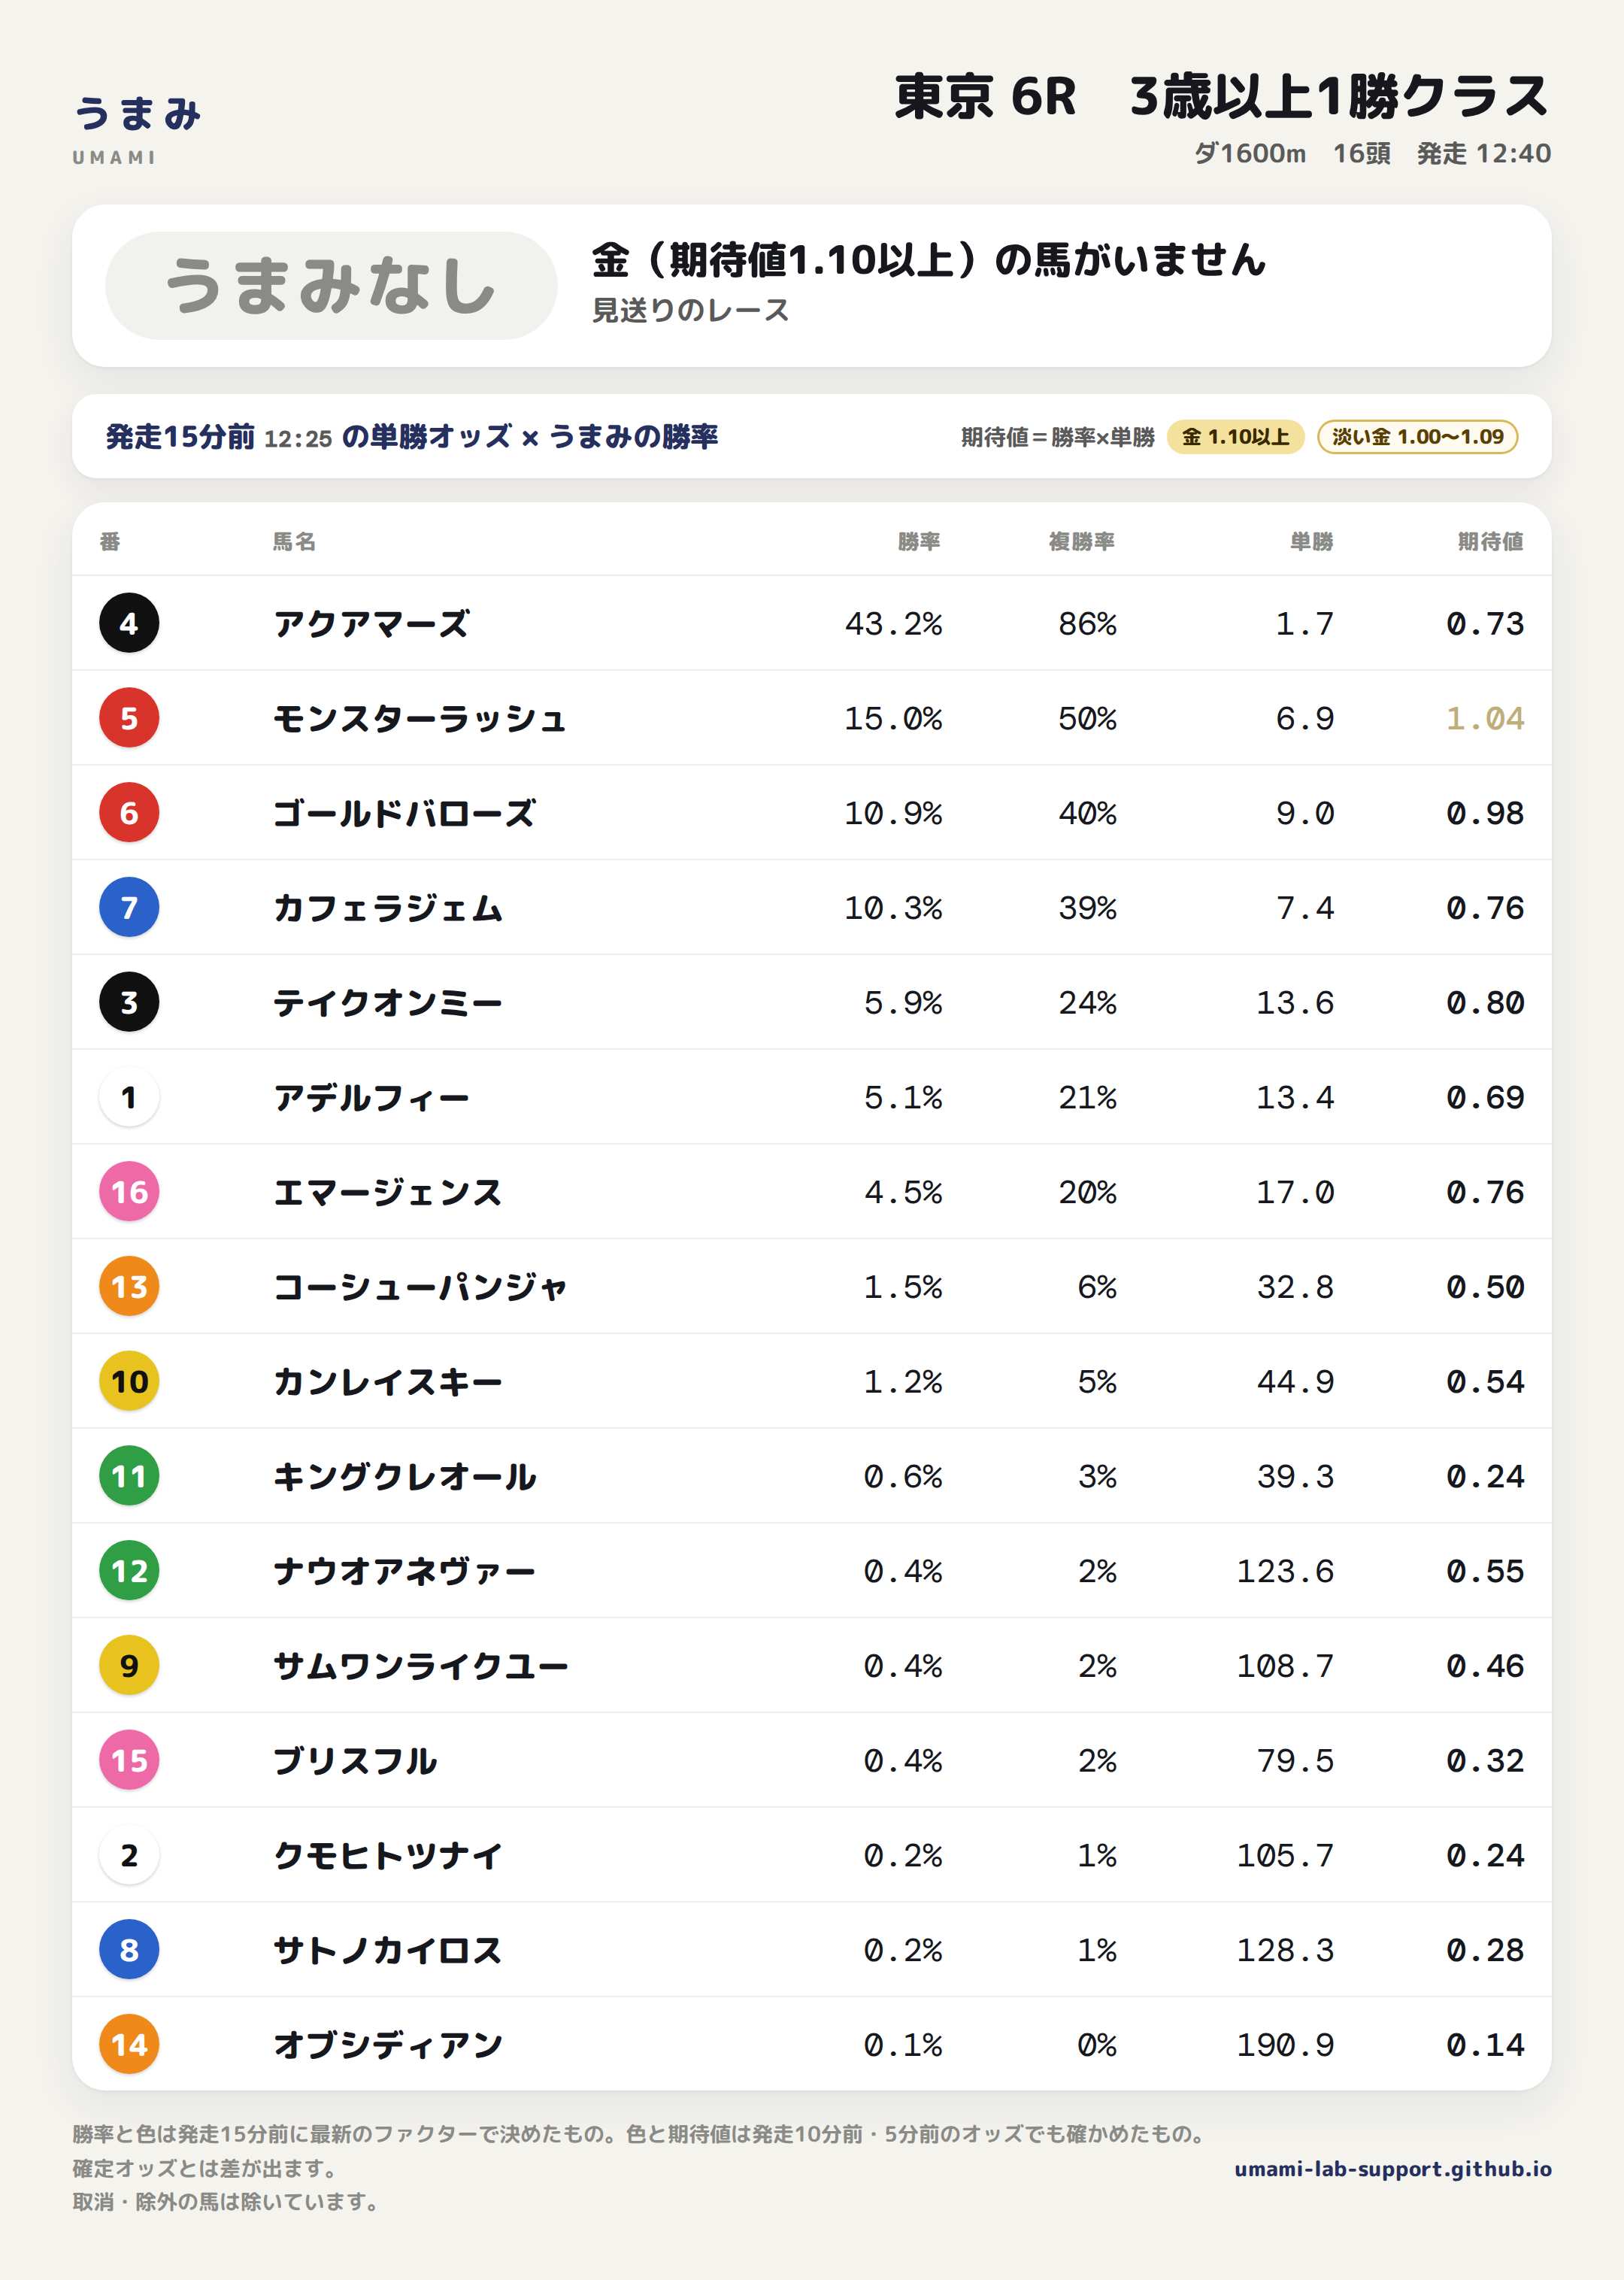 うまみ
UMAMI
東京 6R 3歳以上1勝クラス
ダ1600m 16頭 発走 12:40
うまみなし
金（期待値1.10以上）の馬がいません
見送りのレース
発走15分前 12:25 の単勝オッズ × うまみの勝率
期待値＝勝率×単勝 金 1.10以上 淡い金 1.00〜1.09
番 馬名 勝率 複勝率 単勝 期待値
4 アクアマーズ 43.2% 86% 1.7 0.73
5 モンスターラッシュ 15.0% 50% 6.9 1.04
6 ゴールドバローズ 10.9% 40% 9.0 0.98
7 カフェラジェム 10.3% 39% 7.4 0.76
3 テイクオンミー 5.9% 24% 13.6 0.80
1 アデルフィー 5.1% 21% 13.4 0.69
16 エマージェンス 4.5% 20% 17.0 0.76
13 コーシューパンジャ 1.5% 6% 32.8 0.50
10 カンレイスキー 1.2% 5% 44.9 0.54
11 キングクレオール 0.6% 3% 39.3 0.24
12 ナウオアネヴァー 0.4% 2% 123.6 0.55
9 サムワンライクユー 0.4% 2% 108.7 0.46
15 ブリスフル 0.4% 2% 79.5 0.32
2 クモヒトツナイ 0.2% 1% 105.7 0.24
8 サトノカイロス 0.2% 1% 128.3 0.28
14 オブシディアン 0.1% 0% 190.9 0.14
勝率と色は発走15分前に最新のファクターで決めたもの。色と期待値は発走10分前・5分前のオッズでも確かめたもの。
確定オッズとは差が出ます。
取消・除外の馬は除いています。
umami-lab-support.github.io